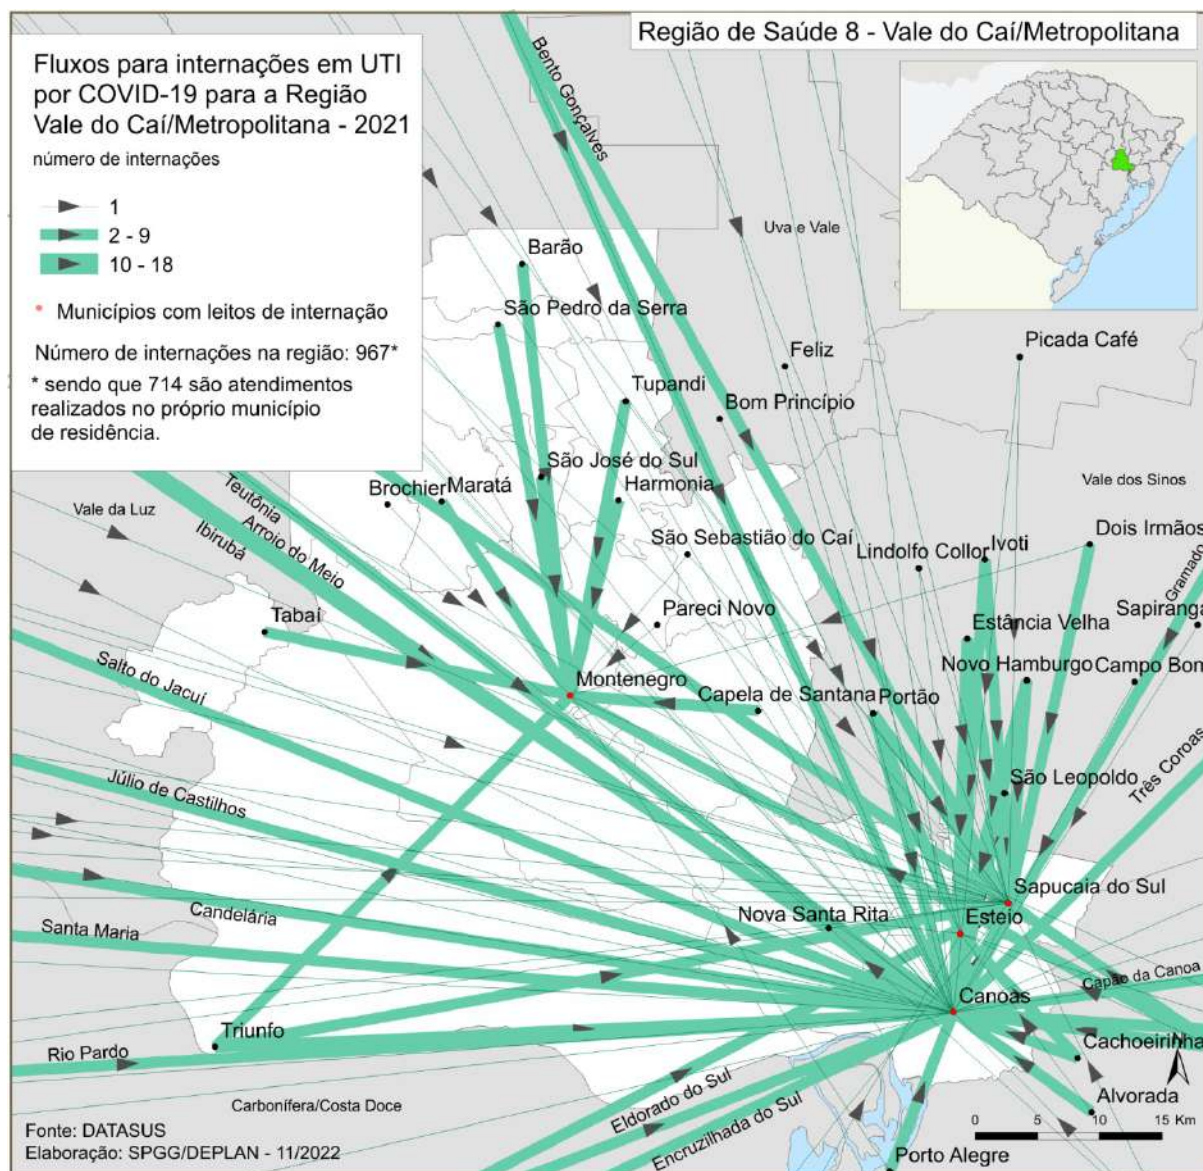 Região de Saúde 8 - Vale do Caí/Metropolitana
Fluxos para internações em UTI
por COVID-19 para a Região
Vale do Caí/Metropolitana - 2021
número de internações
1
2 - 9
10 - 18
Municípios com leitos de internação
Número de internações na região: 967*
* sendo que 714 são atendimentos
realizados no próprio município
de residência.
Bento Gonçalves
Uva e Vale
Barão
São Pedro da Serra
Picada Café
Feliz
Tupandi
Bom Princípio
São José do Sul
Teutônia
Brochier
Maratá
Harmonia
Vale dos Sinos
Vale da Luz
Arroio do Meio
Ibirubá
São Sebastião do Caí
Lindolfo Collor
Ivoti
Dois Irmãos
Gramado
Tabaí
Pareci Novo
Estância Velha
Sapiranga
Salto do Jacuí
Montenegro
Capela de Santana
Portão
Novo Hamburgo
Campo Bom
Três Coroas
São Leopoldo
Júlio de Castilhos
Sapucaia do Sul
Nova Santa Rita
Esteio
Candelária
Santa Maria
Capão da Canoa
Canoas
Triunfo
Rio Pardo
Cachoeirinha
N
Eldorado do Sul
Alvorada
Carbonífera/Costa Doce
Encruzilhada do Sul
0 5 10 15 Km
Porto Alegre
Fonte: DATASUS
Elaboração: SPGG/DEPLAN - 11/2022